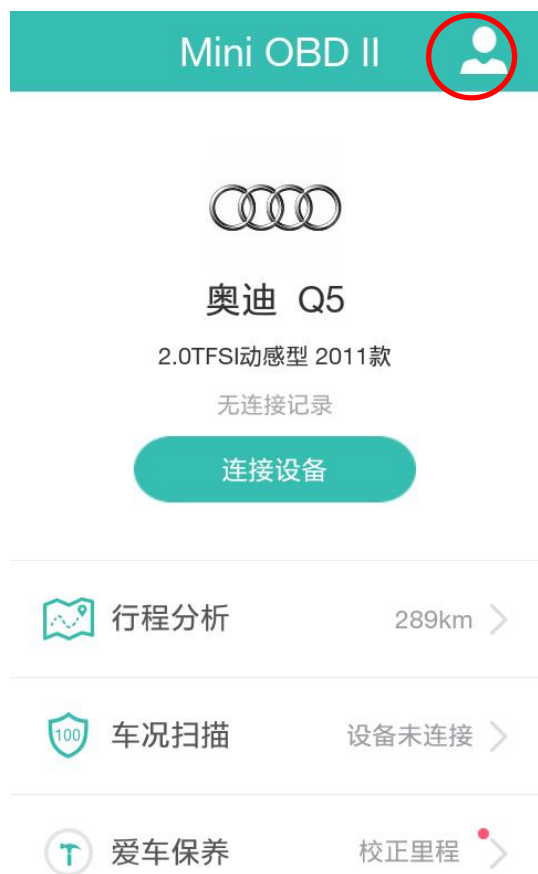 Mini OBD II
奥迪 Q5
2.0TFSI动感型 2011款
无连接记录
连接设备
行程分析 289km
100 车况扫描 设备未连接
爱车保养 校正里程